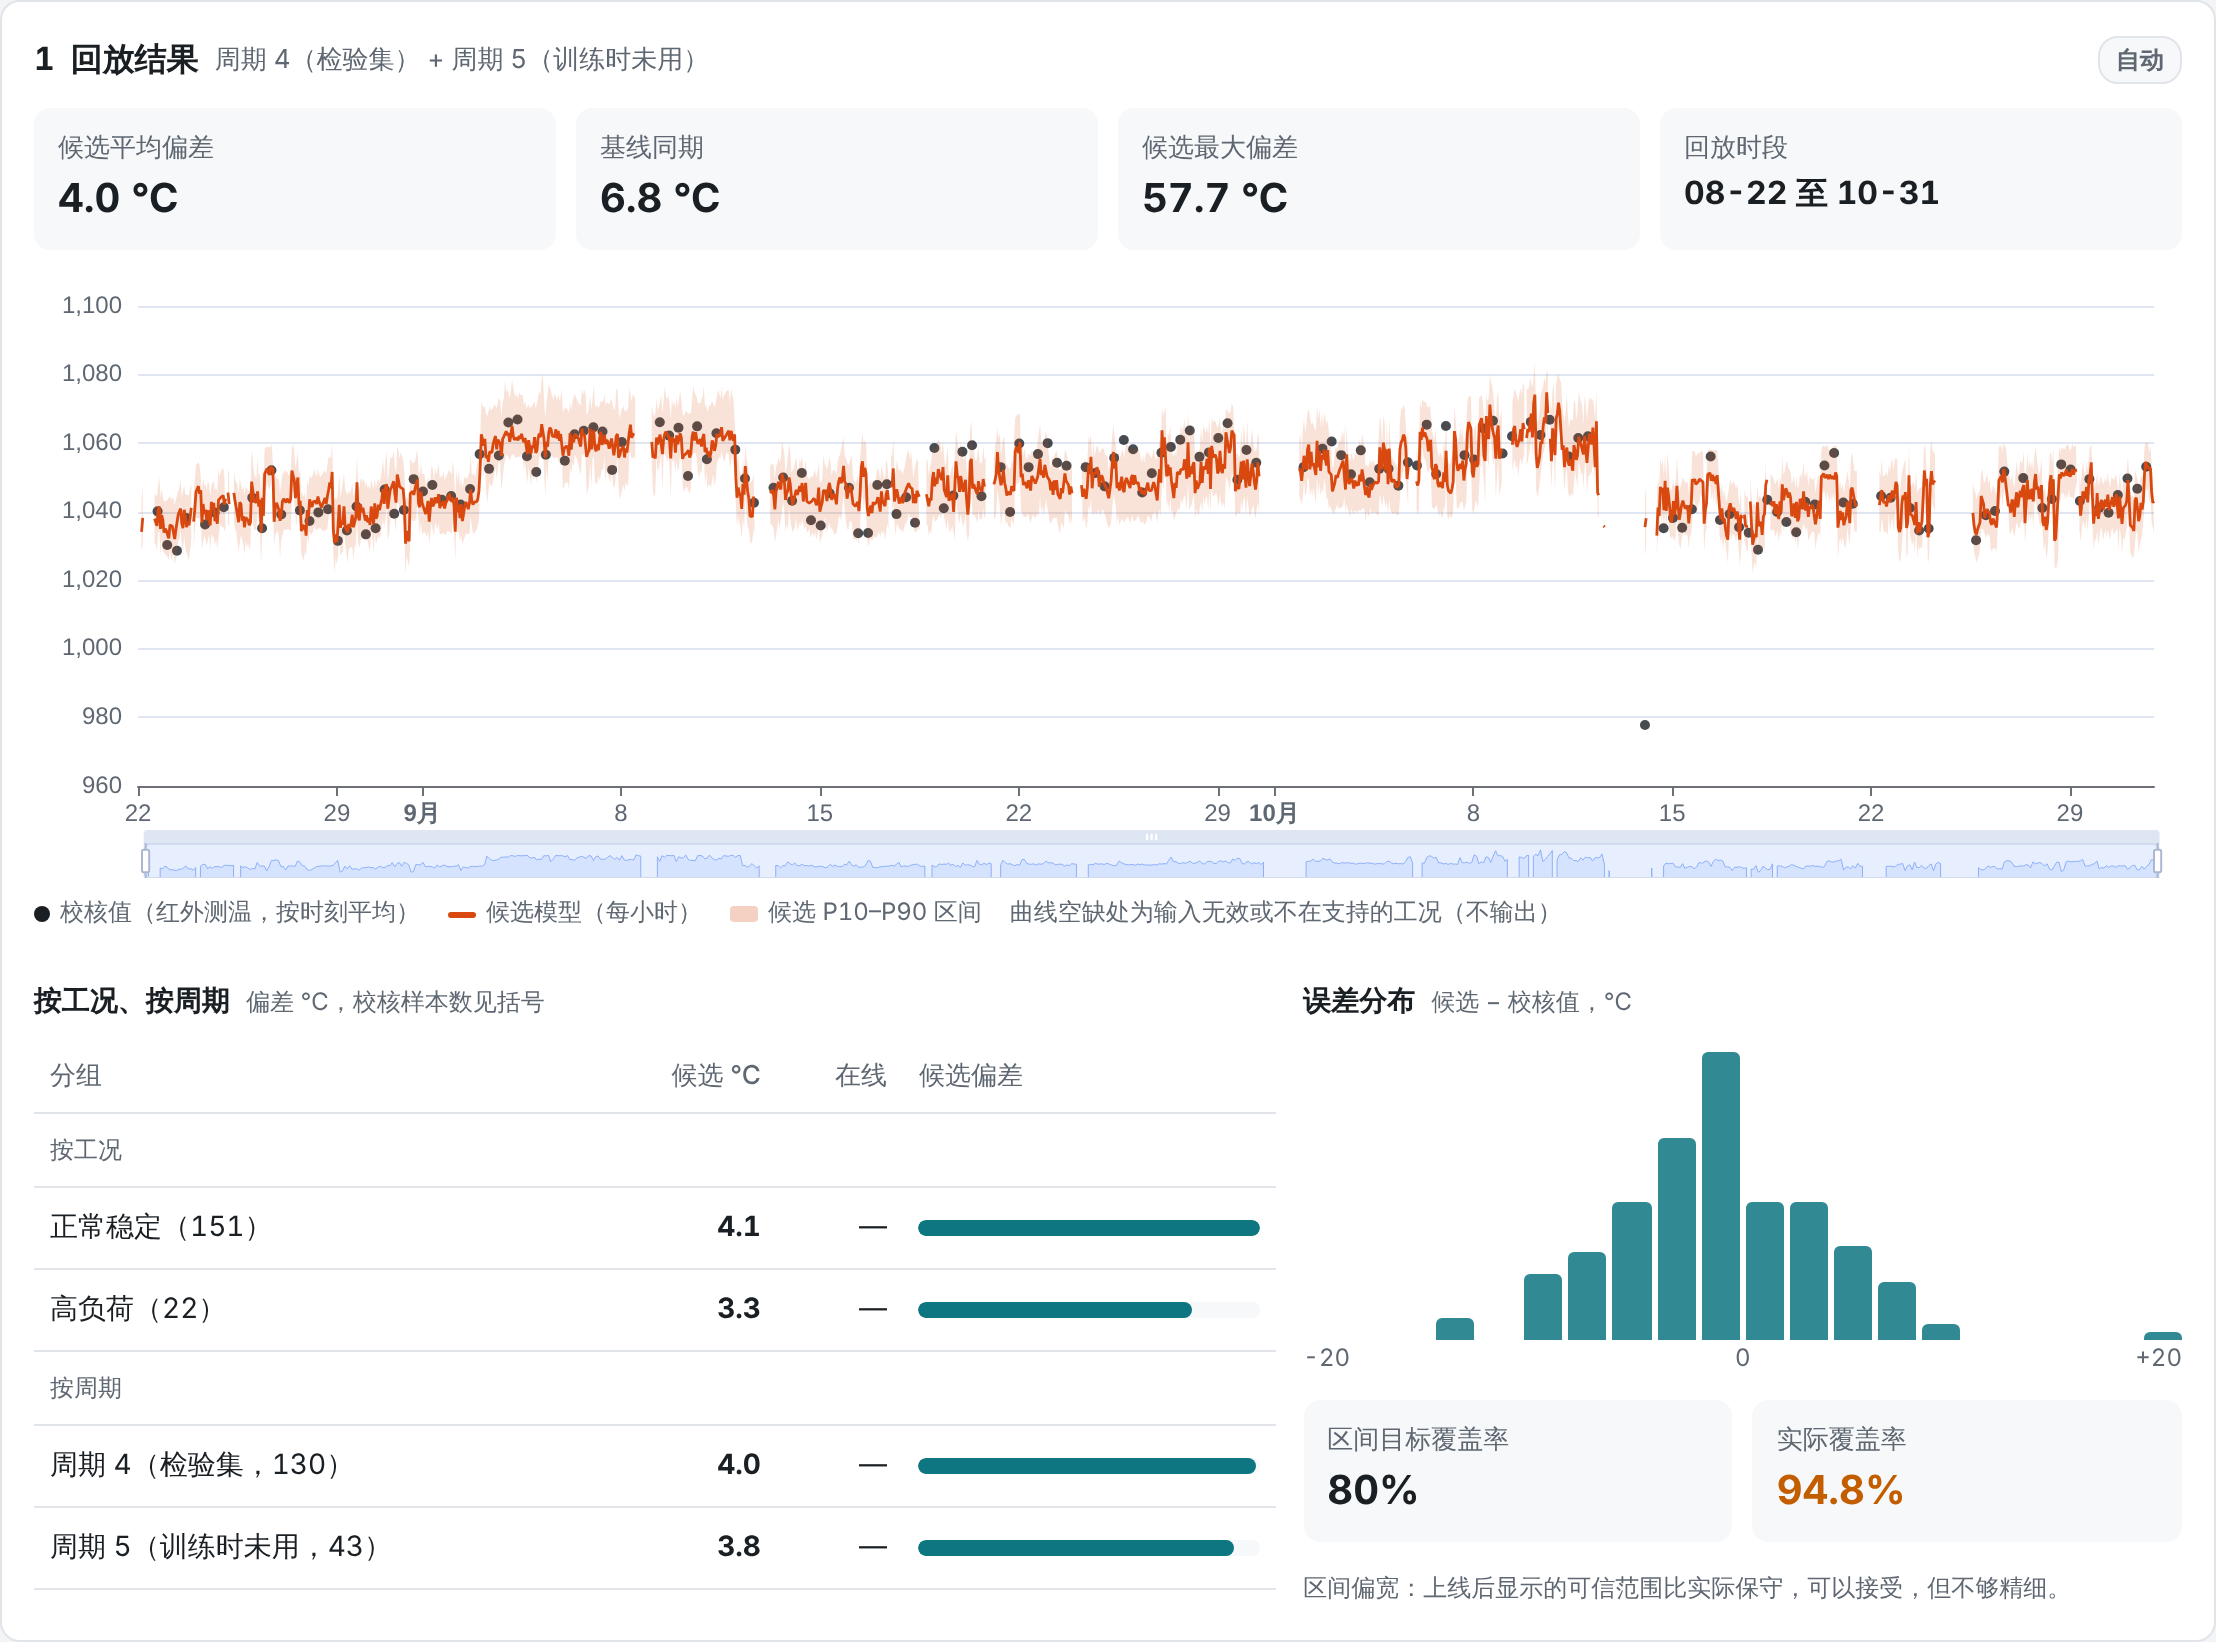 1 回放结果 周期 4（检验集） + 周期 5（训练时未用） 自动
候选平均偏差 基线同期 候选最大偏差 回放时段
4.0 °C 6.8 °C 57.7 °C 08-22 至 10-31
1,100
1,080
1,060
1,040
1,020
1,000
980
960
22 29 9月 8 15 22 29 10月 8 15 22 29
校核值（红外测温，按时刻平均） 候选模型（每小时） 候选 P10–P90 区间 曲线空缺处为输入无效或不在支持的工况（不输出）
按工况、按周期 偏差 °C，校核样本数见括号
分组 候选 °C 在线 候选偏差
按工况
正常稳定（151） 4.1 —
高负荷（22） 3.3 —
按周期
周期 4（检验集，130） 4.0 —
周期 5（训练时未用，43） 3.8 —
误差分布 候选 − 校核值，°C
-20 0 +20
区间目标覆盖率 实际覆盖率
80% 94.8%
区间偏宽：上线后显示的可信范围比实际保守，可以接受，但不够精细。